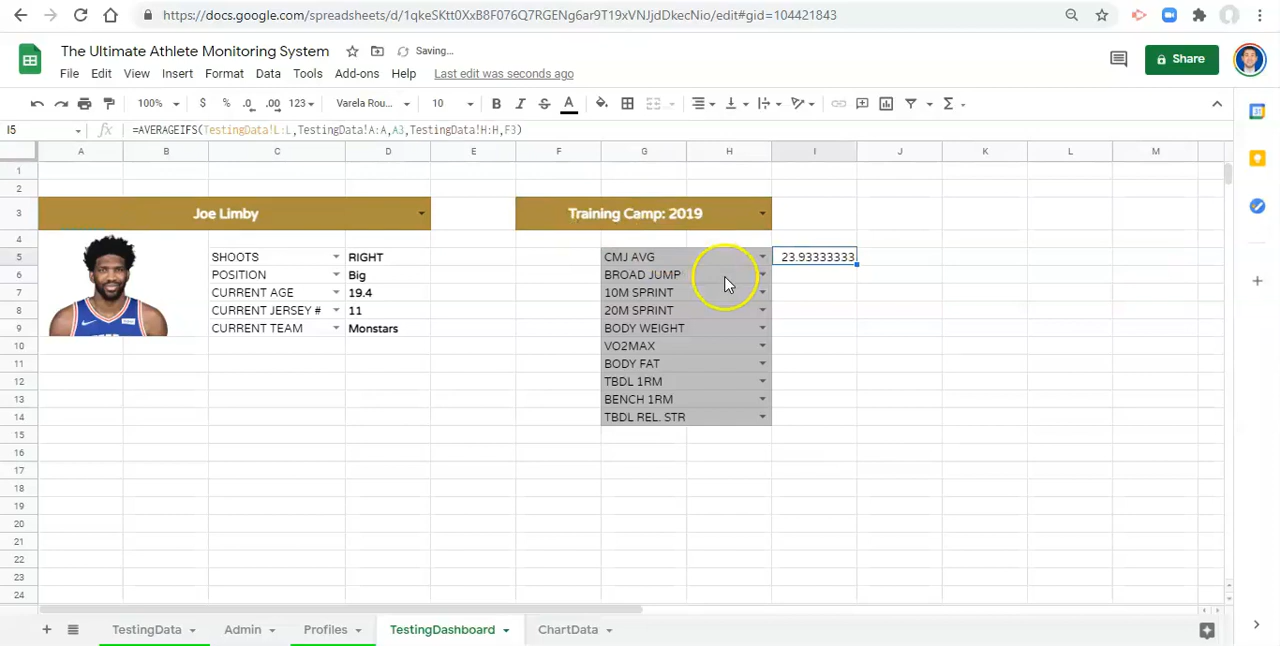 https://docs.google.com/spreadsheets/d/1qkeSKtt0XxB8F076Q7RGENg6ar9T19xVNJjdDkecNio/edit#gid=104421843
The Ultimate Athlete Monitoring System Saving...
File Edit View Insert Format Data Tools Add-ons Help Last edit was seconds ago
Share
100% $ % .0 .00 123 Varela Rou... 10 B I S A Σ
I5 fx =AVERAGEIFS(TestingData!L:L,TestingData!A:A,A3,TestingData!H:H,F3)
A B C D E F G H I J K L M
1
2
3 Joe Limby Training Camp: 2019
4
5 SHOOTS RIGHT CMJ AVG 23.93333333
6 POSITION Big BROAD JUMP
7 CURRENT AGE 19.4 10M SPRINT
8 CURRENT JERSEY # 11 20M SPRINT
9 CURRENT TEAM Monstars BODY WEIGHT
10 VO2MAX
11 BODY FAT
12 TBDL 1RM
13 BENCH 1RM
14 TBDL REL. STR
15
16
17
18
19
20
21
22
23
24
TestingData Admin Profiles TestingDashboard ChartData